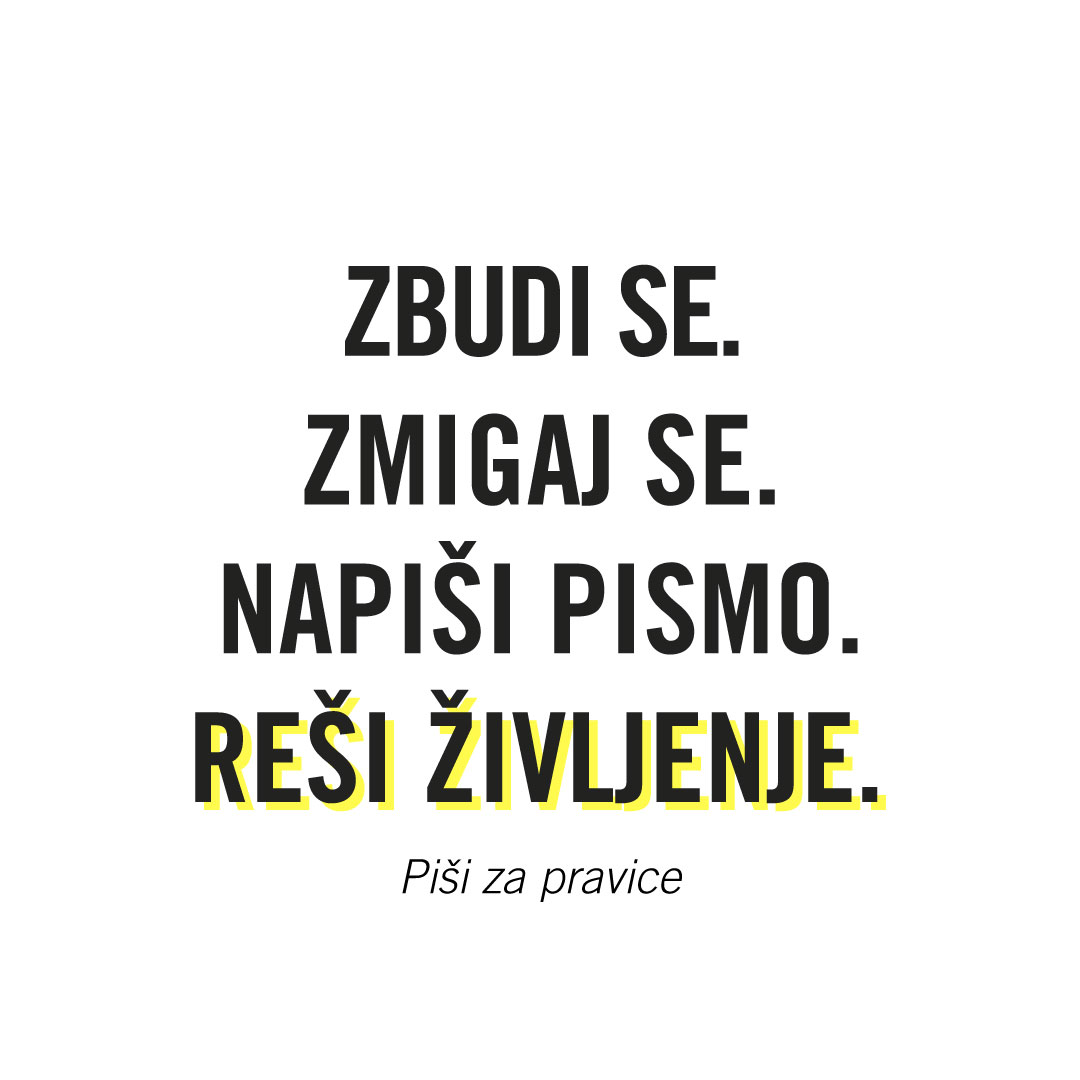 ZBUDI SE.
ZMIGAJ SE.
NAPIŠI PISMO.
REŠI ŽIVLJENJE.
Piši za pravice